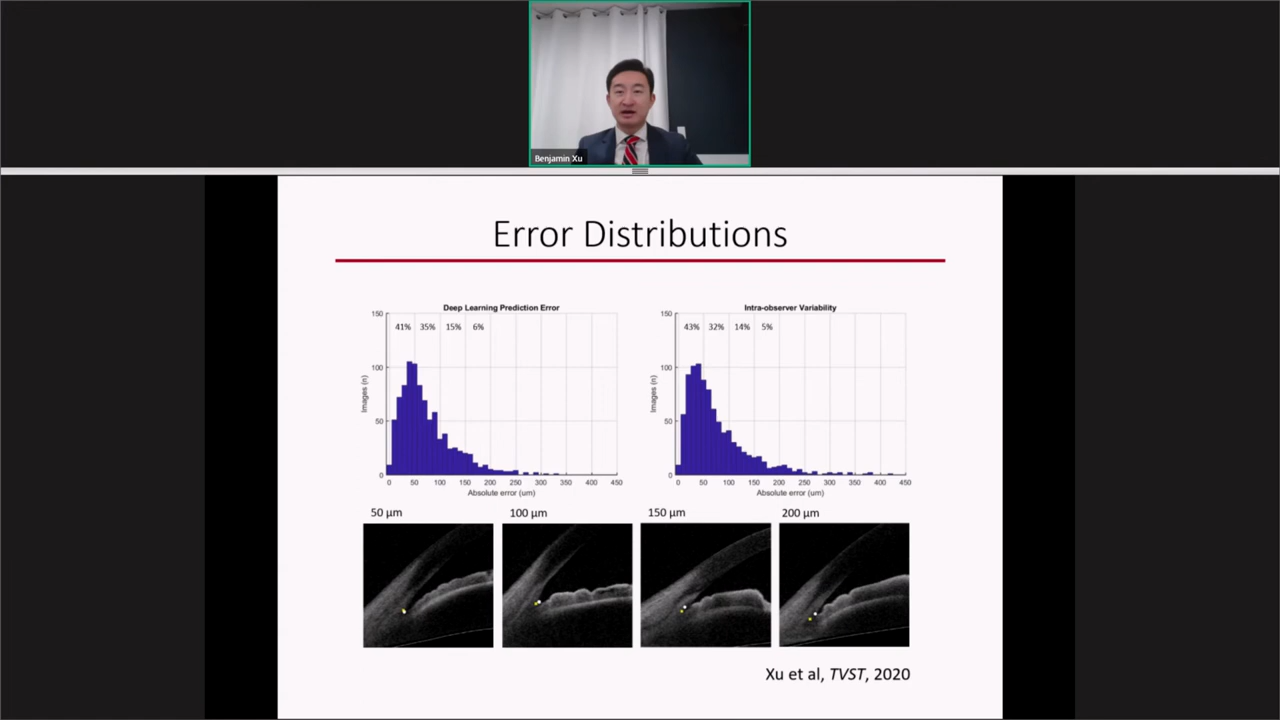 Benjamin Xu
Error Distributions
Deep Learning Prediction Error
150
100
50
0
Images (n)
41% 35% 15% 6%
0 50 100 150 200 250 300 350 400 450
Absolute error (um)
Intra-observer Variability
150
100
50
0
Images (n)
43% 32% 14% 5%
0 50 100 150 200 250 300 350 400 450
Absolute error (um)
50 µm
100 µm
150 µm
200 µm
Xu et al, TVST, 2020